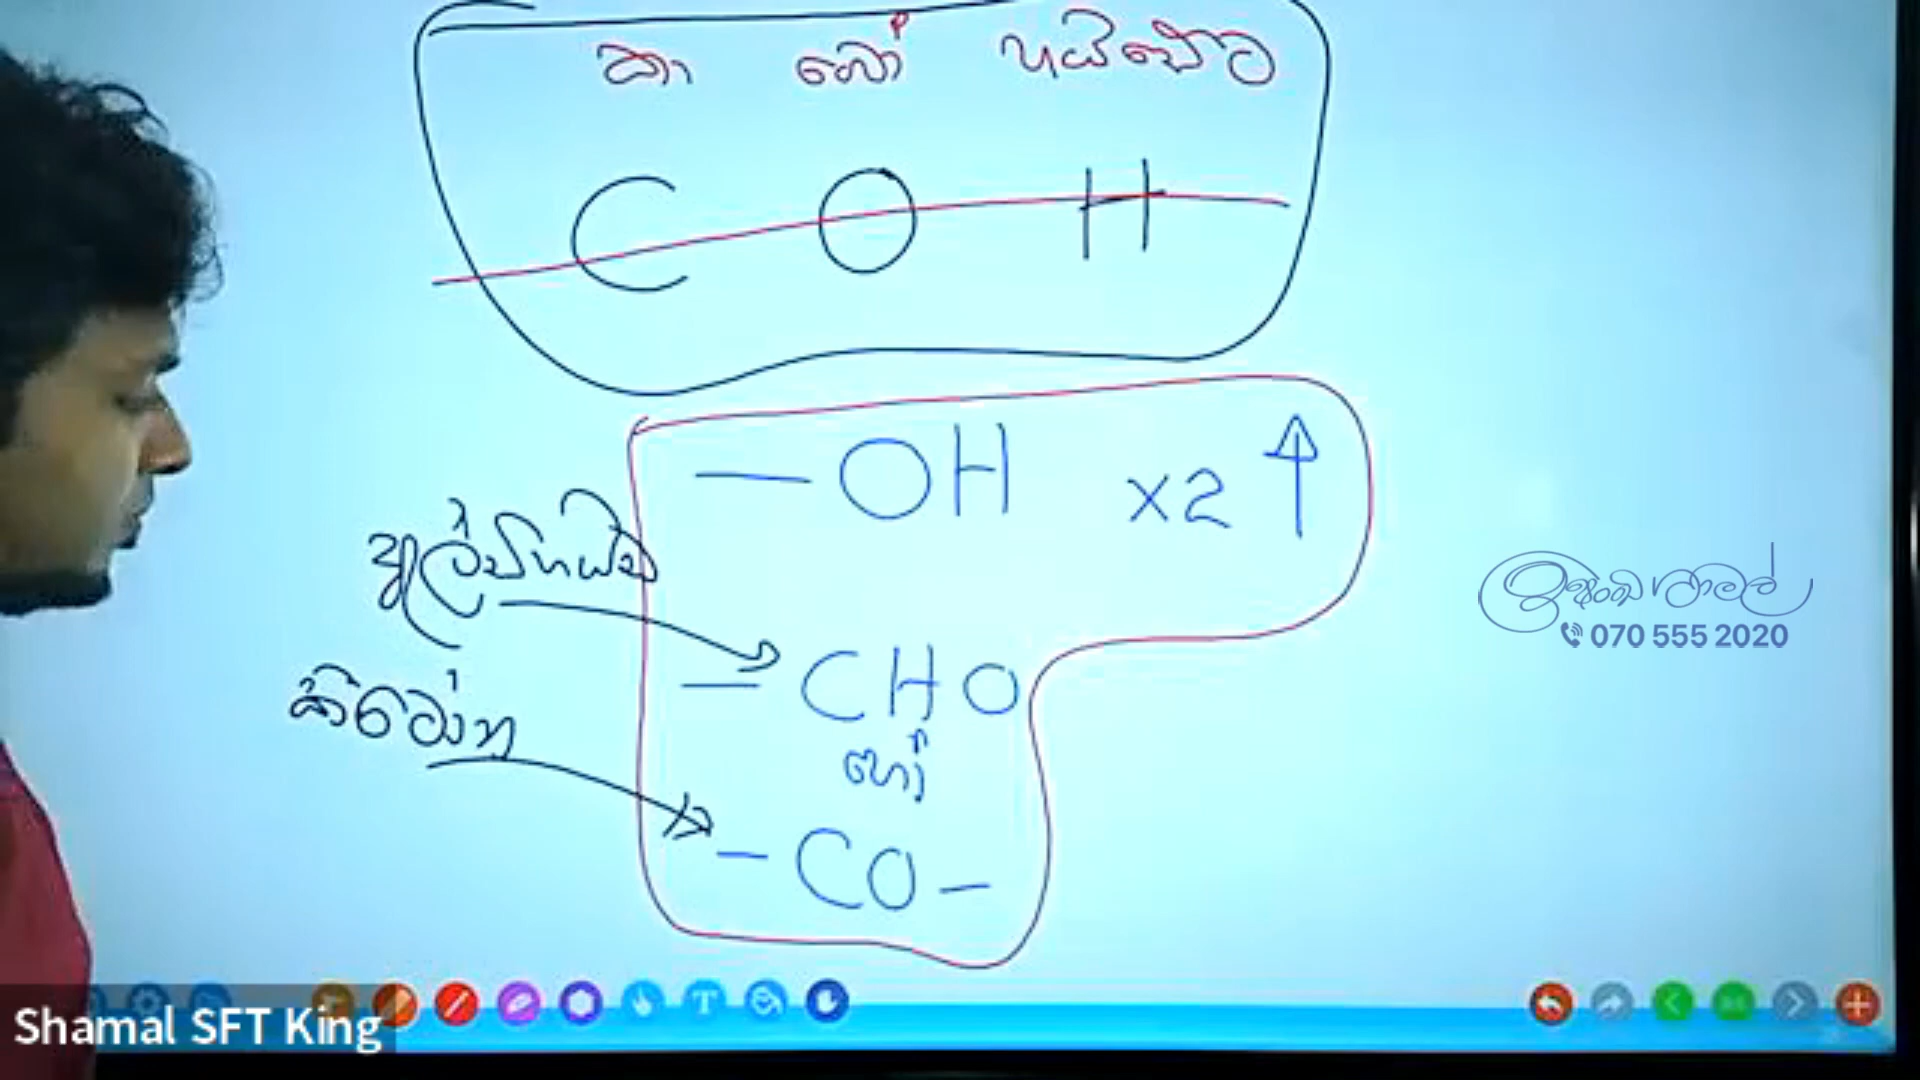 කා බෝ හයිඩ්‍රේට
C O H
— OH x2 ↑
ඇල්ඩිහයිඩ
— CHO
කීටෝන
හෝ
— CO —
070 555 2020
Shamal SFT King